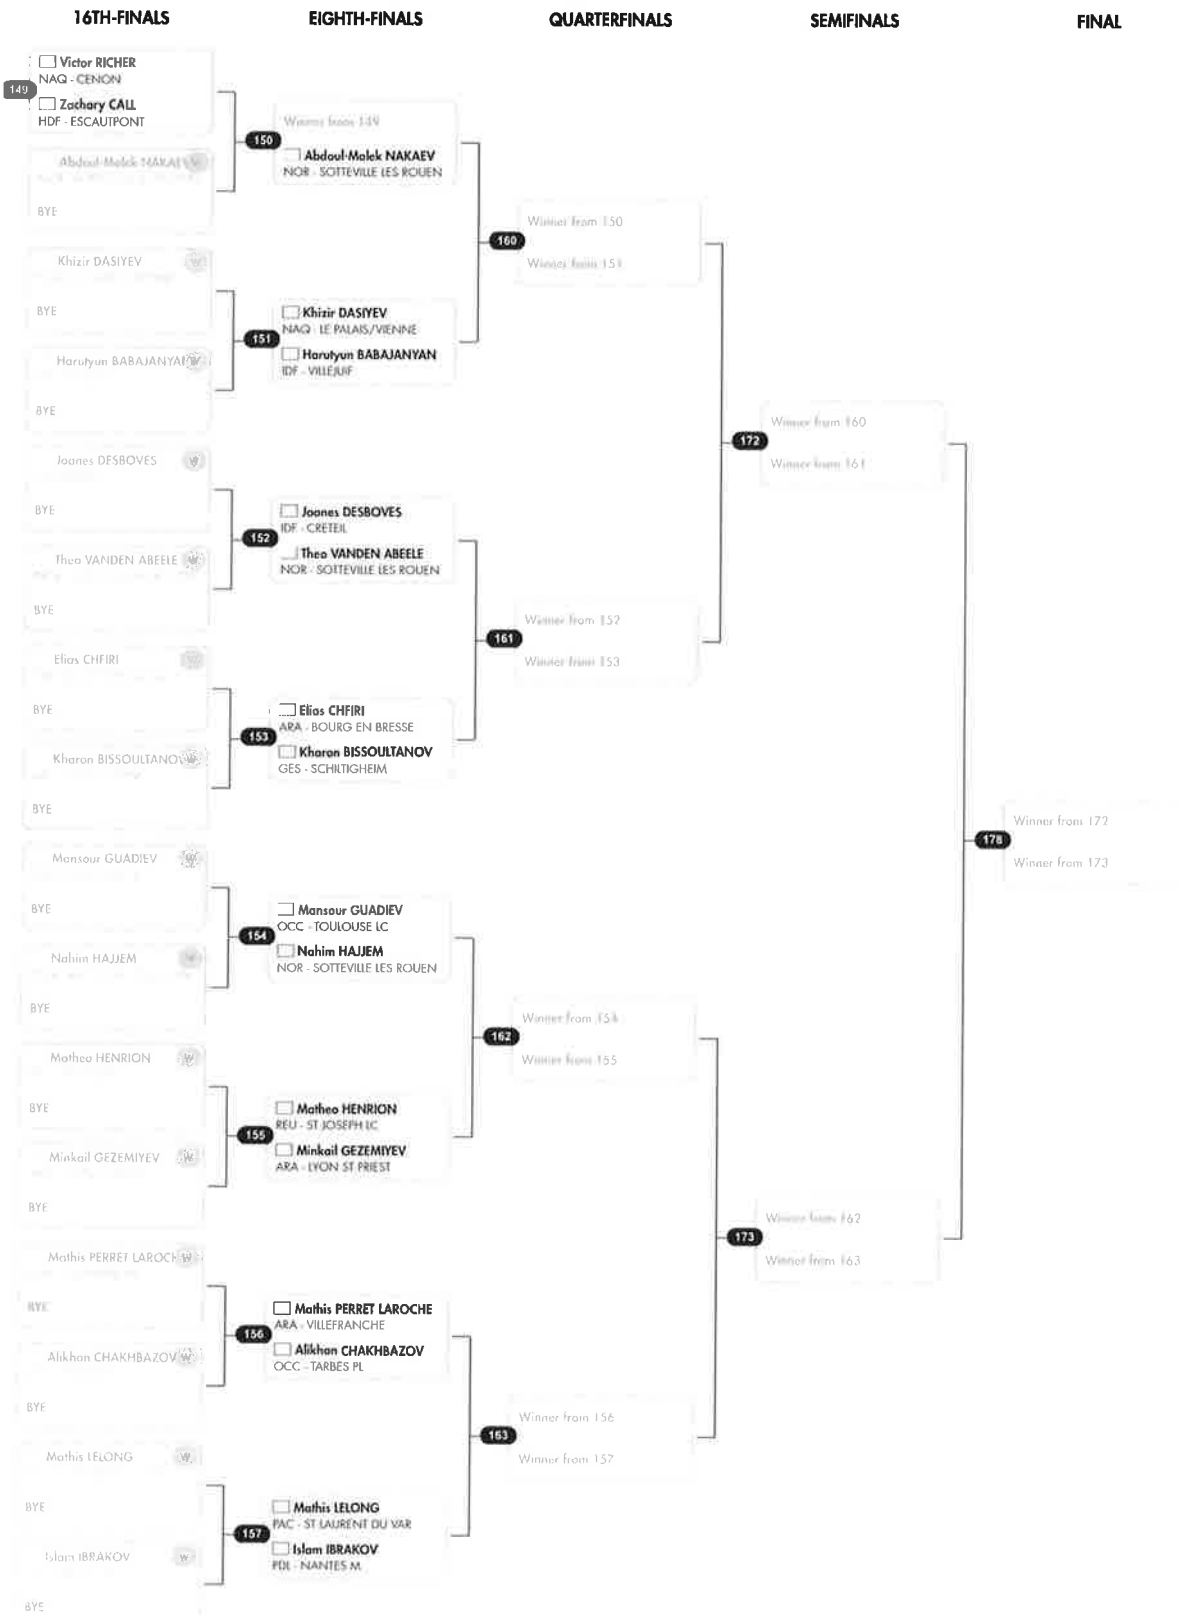 16TH-FINALS
EIGHTH-FINALS
QUARTERFINALS
SEMIFINALS
FINAL
149
Victor RICHER
NAQ - CENON
Zachary CALL
HDF - ESCAUTPONT
Abdoul-Malek NAKAEV W
BYE
Khizir DASIYEV W
BYE
Harutyun BABAJANYAN W
BYE
Joanes DESBOVES W
BYE
Theo VANDEN ABEELE W
BYE
Elias CHFIRI
BYE
Kharon BISSOULTANOV W
BYE
Mansour GUADIEV W
BYE
Nahim HAJJEM
BYE
Matheo HENRION W
BYE
Minkail GEZEMIYEV W
BYE
Mathis PERRET LAROCHE W
BYE
Alikhan CHAKHBAZOV W
BYE
Mathis LELONG W
BYE
Islam IBRAKOV W
BYE
150
Winner from 149
Abdoul-Malek NAKAEV
NOR - SOTTEVILLE LES ROUEN
151
Khizir DASIYEV
NAQ - LE PALAIS/VIENNE
Harutyun BABAJANYAN
IDF - VILLEJUIF
152
Joanes DESBOVES
IDF - CRETEIL
Theo VANDEN ABEELE
NOR - SOTTEVILLE LES ROUEN
153
Elias CHFIRI
ARA - BOURG EN BRESSE
Kharon BISSOULTANOV
GES - SCHILTIGHEIM
154
Mansour GUADIEV
OCC - TOULOUSE LC
Nahim HAJJEM
NOR - SOTTEVILLE LES ROUEN
155
Matheo HENRION
REU - ST JOSEPH LC
Minkail GEZEMIYEV
ARA - LYON ST PRIEST
156
Mathis PERRET LAROCHE
ARA - VILLEFRANCHE
Alikhan CHAKHBAZOV
OCC - TARBES PL
157
Mathis LELONG
PAC - ST LAURENT DU VAR
Islam IBRAKOV
PDL - NANTES M.
160
Winner from 150
Winner from 151
161
Winner from 152
Winner from 153
162
Winner from 154
Winner from 155
163
Winner from 156
Winner from 157
172
Winner from 160
Winner from 161
173
Winner from 162
Winner from 163
178
Winner from 172
Winner from 173